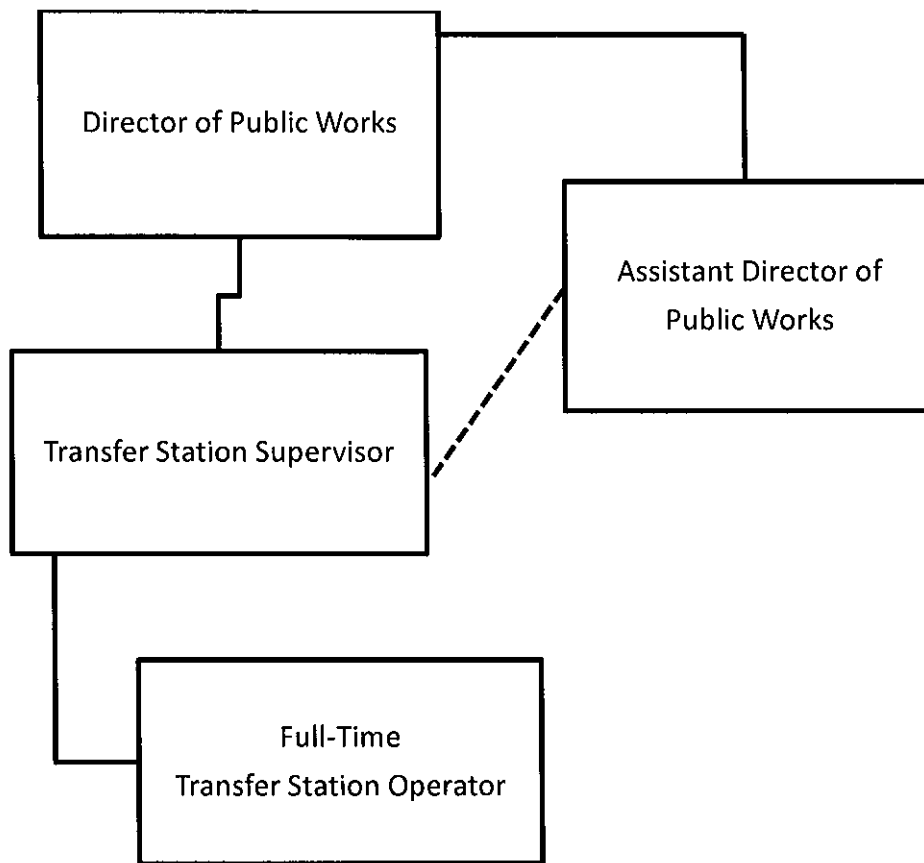 Director of Public Works
Assistant Director of
Public Works
Transfer Station Supervisor
Full-Time
Transfer Station Operator